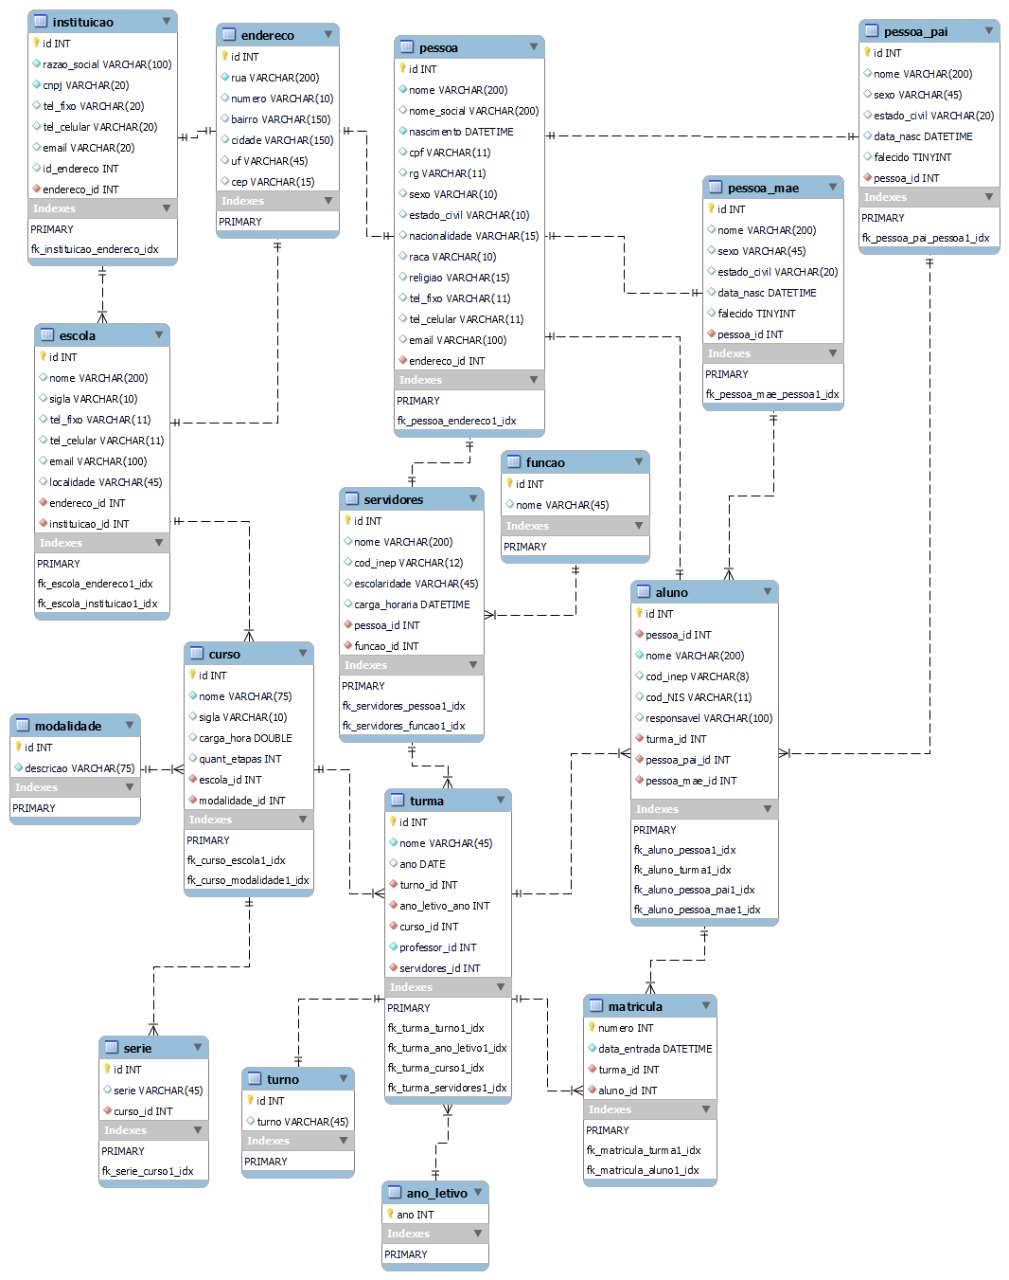 instituicao
id INT
razao_social VARCHAR(100)
cnpj VARCHAR(20)
tel_fixo VARCHAR(20)
tel_celular VARCHAR(20)
email VARCHAR(20)
id_endereco INT
endereco_id INT
Indexes
PRIMARY
fk_instituicao_endereco_idx
endereco
id INT
rua VARCHAR(200)
numero VARCHAR(10)
bairro VARCHAR(150)
cidade VARCHAR(150)
uf VARCHAR(45)
cep VARCHAR(15)
Indexes
PRIMARY
pessoa
id INT
nome VARCHAR(200)
nome_social VARCHAR(200)
nascimento DATETIME
cpf VARCHAR(11)
rg VARCHAR(11)
sexo VARCHAR(10)
estado_civil VARCHAR(10)
nacionalidade VARCHAR(15)
raca VARCHAR(10)
religiao VARCHAR(15)
tel_fixo VARCHAR(11)
tel_celular VARCHAR(11)
email VARCHAR(100)
endereco_id INT
Indexes
PRIMARY
fk_pessoa_endereco1_idx
pessoa_pai
id INT
nome VARCHAR(200)
sexo VARCHAR(45)
estado_civil VARCHAR(20)
data_nasc DATETIME
falecido TINYINT
pessoa_id INT
Indexes
PRIMARY
fk_pessoa_pai_pessoa1_idx
pessoa_mae
id INT
nome VARCHAR(200)
sexo VARCHAR(45)
estado_civil VARCHAR(20)
data_nasc DATETIME
falecido TINYINT
pessoa_id INT
Indexes
PRIMARY
fk_pessoa_mae_pessoa1_idx
escola
id INT
nome VARCHAR(200)
sigla VARCHAR(10)
tel_fixo VARCHAR(11)
tel_celular VARCHAR(11)
email VARCHAR(100)
localidade VARCHAR(45)
endereco_id INT
instituicao_id INT
Indexes
PRIMARY
fk_escola_endereco1_idx
fk_escola_instituicao1_idx
servidores
id INT
nome VARCHAR(200)
cod_inep VARCHAR(12)
escolaridade VARCHAR(45)
carga_horaria DATETIME
pessoa_id INT
funcao_id INT
Indexes
PRIMARY
fk_servidores_pessoa1_idx
fk_servidores_funcao1_idx
funcao
id INT
nome VARCHAR(45)
Indexes
PRIMARY
aluno
id INT
pessoa_id INT
nome VARCHAR(200)
cod_inep VARCHAR(8)
cod_NIS VARCHAR(11)
responsavel VARCHAR(100)
turma_id INT
pessoa_pai_id INT
pessoa_mae_id INT
Indexes
PRIMARY
fk_aluno_pessoa1_idx
fk_aluno_turma1_idx
fk_aluno_pessoa_pai1_idx
fk_aluno_pessoa_mae1_idx
curso
id INT
nome VARCHAR(75)
sigla VARCHAR(10)
carga_hora DOUBLE
quant_etapas INT
escola_id INT
modalidade_id INT
Indexes
PRIMARY
fk_curso_escola1_idx
fk_curso_modalidade1_idx
modalidade
id INT
descricao VARCHAR(75)
Indexes
PRIMARY
turma
id INT
nome VARCHAR(45)
ano DATE
turno_id INT
ano_letivo_ano INT
curso_id INT
professor_id INT
servidores_id INT
Indexes
PRIMARY
fk_turma_turno1_idx
fk_turma_ano_letivo1_idx
fk_turma_curso1_idx
fk_turma_servidores1_idx
matricula
numero INT
data_entrada DATETIME
turma_id INT
aluno_id INT
Indexes
PRIMARY
fk_matricula_turma1_idx
fk_matricula_aluno1_idx
serie
id INT
serie VARCHAR(45)
curso_id INT
Indexes
PRIMARY
fk_serie_curso1_idx
turno
id INT
turno VARCHAR(45)
Indexes
PRIMARY
ano_letivo
ano INT
Indexes
PRIMARY